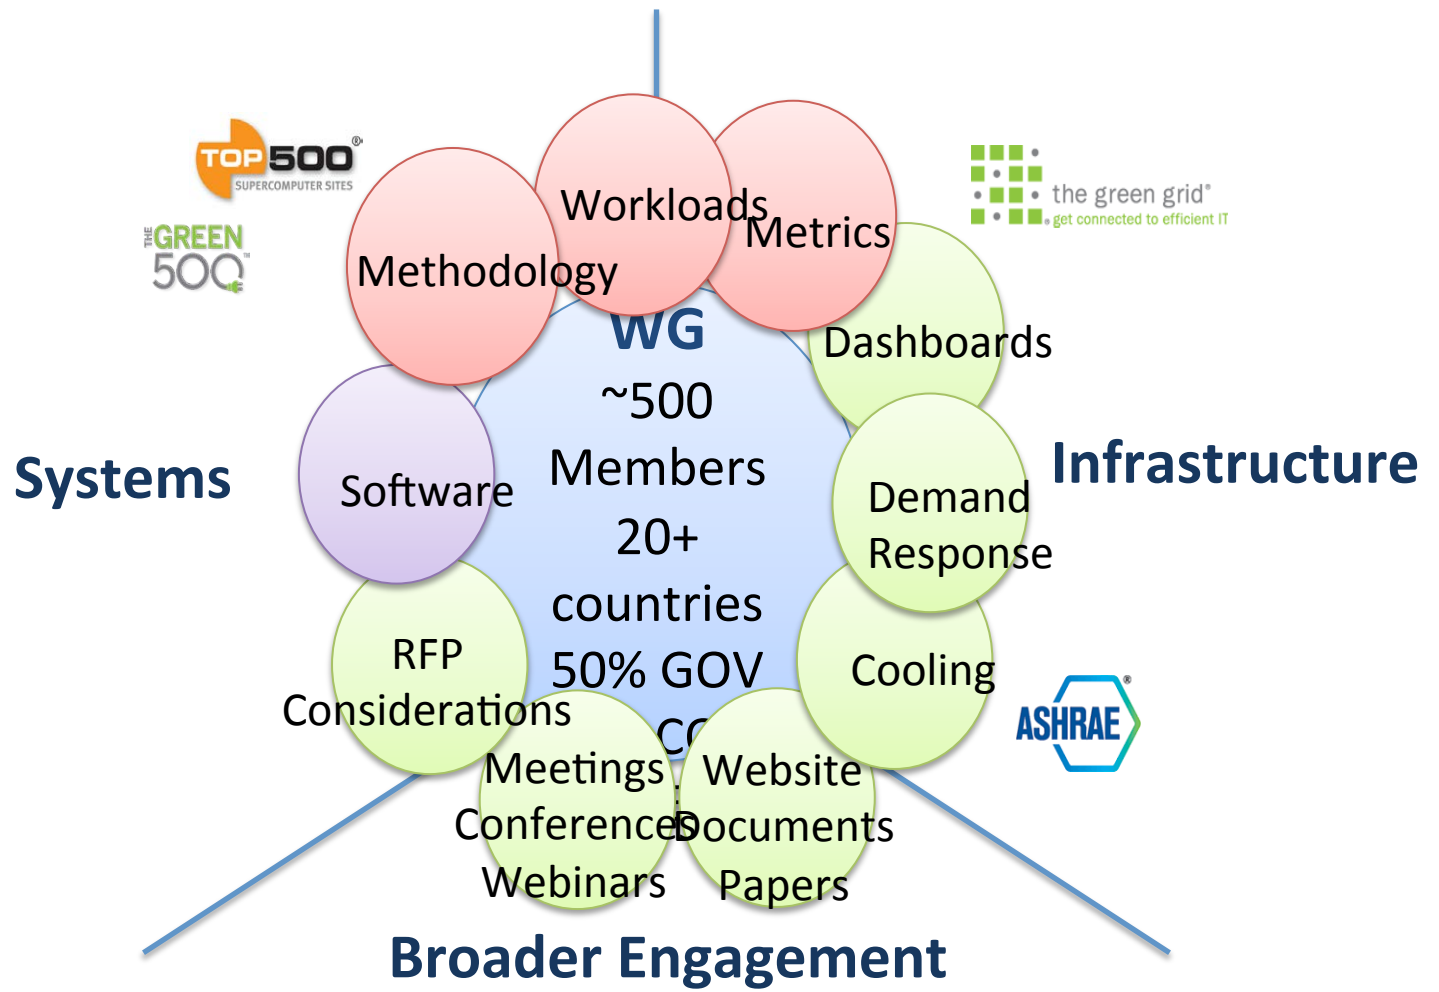 TOP500®
SUPERCOMPUTER SITES
THE
GREEN
500™
Methodology
Workloads
Metrics
the green grid®
get connected to efficient IT
Dashboards
WG
~500
Members
20+
countries
50% GOV
Software
Systems
Infrastructure
Demand
Response
RFP
Considerations
Cooling
ASHRAE®
Meetings
Conferences
Webinars
Website
Documents
Papers
Broader Engagement